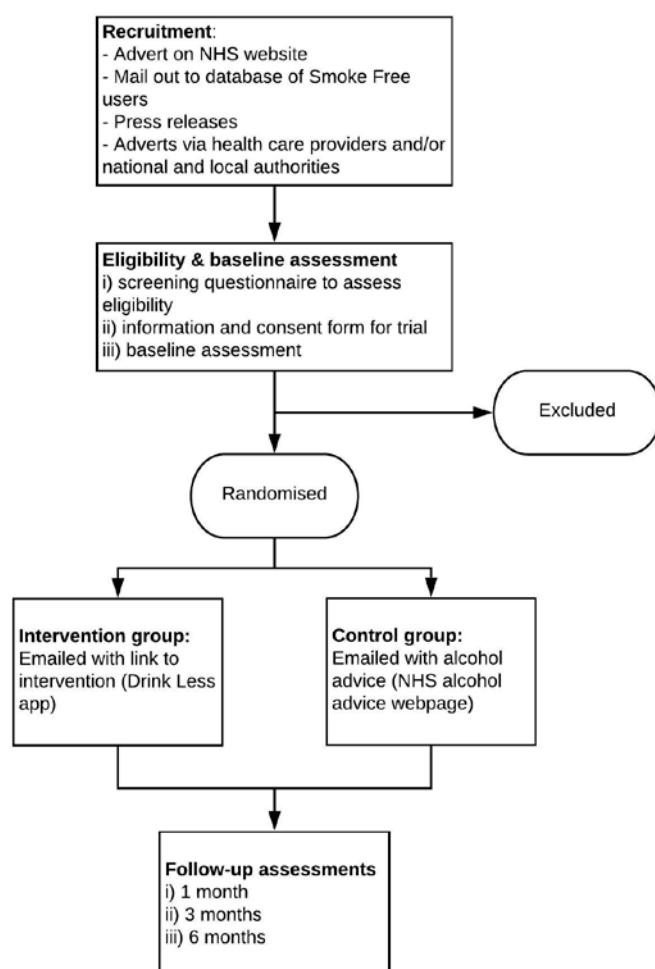 Recruitment:
- Advert on NHS website
- Mail out to database of Smoke Free
users
- Press releases
- Adverts via health care providers and/or
national and local authorities
Eligibility & baseline assessment
i) screening questionnaire to assess
eligibility
ii) information and consent form for trial
iii) baseline assessment
Excluded
Randomised
Intervention group:
Emailed with link to
intervention (Drink Less
app)
Control group:
Emailed with alcohol
advice (NHS alcohol
advice webpage)
Follow-up assessments
i) 1 month
ii) 3 months
iii) 6 months